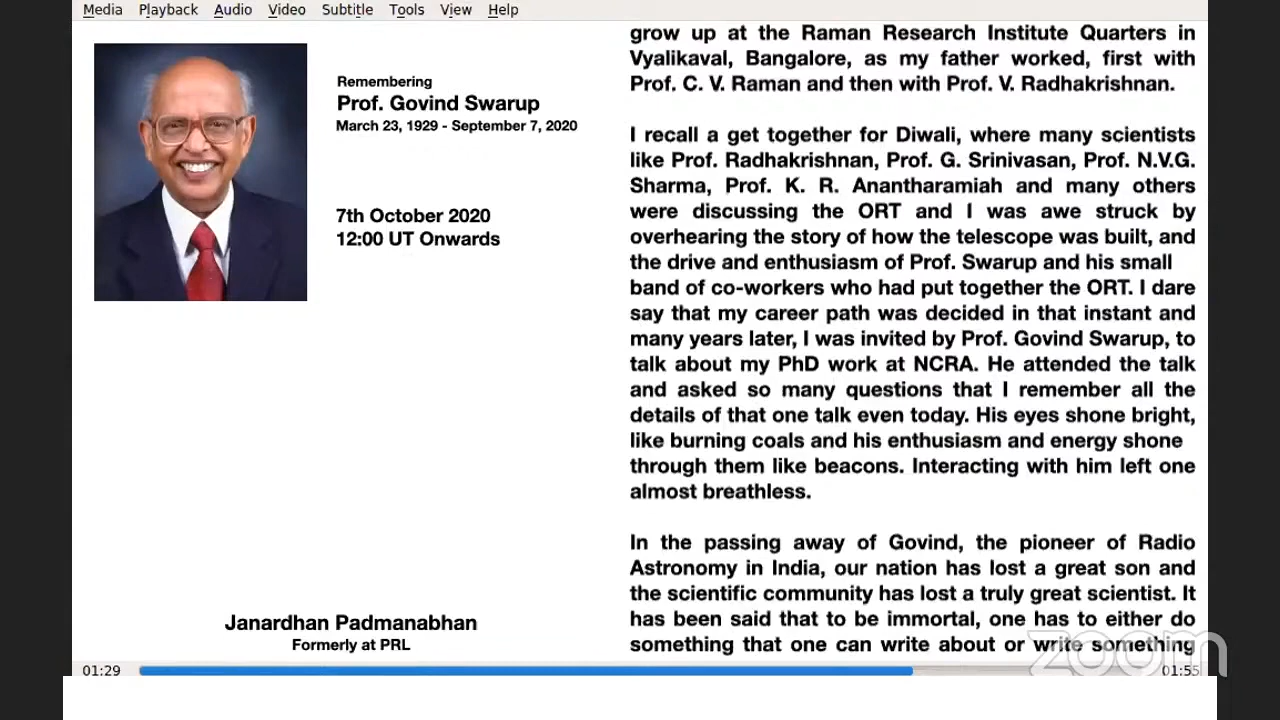 Media Playback Audio Video Subtitle Tools View Help
Remembering
Prof. Govind Swarup
March 23, 1929 - September 7, 2020
7th October 2020
12:00 UT Onwards
Janardhan Padmanabhan
Formerly at PRL
grow up at the Raman Research Institute Quarters in
Vyalikaval, Bangalore, as my father worked, first with
Prof. C. V. Raman and then with Prof. V. Radhakrishnan.
I recall a get together for Diwali, where many scientists
like Prof. Radhakrishnan, Prof. G. Srinivasan, Prof. N.V.G.
Sharma, Prof. K. R. Anantharamiah and many others
were discussing the ORT and I was awe struck by
overhearing the story of how the telescope was built, and
the drive and enthusiasm of Prof. Swarup and his small
band of co-workers who had put together the ORT. I dare
say that my career path was decided in that instant and
many years later, I was invited by Prof. Govind Swarup, to
talk about my PhD work at NCRA. He attended the talk
and asked so many questions that I remember all the
details of that one talk even today. His eyes shone bright,
like burning coals and his enthusiasm and energy shone
through them like beacons. Interacting with him left one
almost breathless.
In the passing away of Govind, the pioneer of Radio
Astronomy in India, our nation has lost a great son and
the scientific community has lost a truly great scientist. It
has been said that to be immortal, one has to either do
something that one can write about or write something
zoom
01:29
01:55